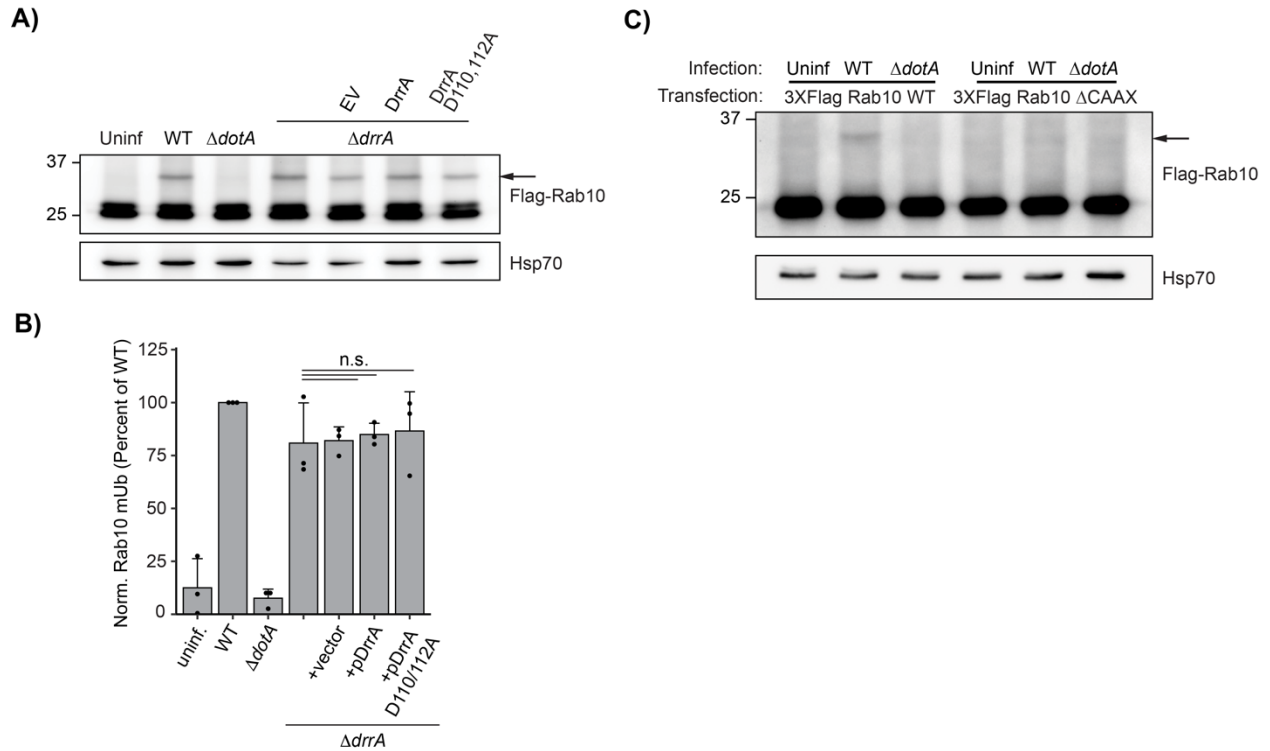 A)
EV
DrrA
DrrA
D110,112A
Uninf WT ΔdotA ΔdrrA
37
25
Flag-Rab10
Hsp70
B)
Norm. Rab10 mUb (Percent of WT)
125
100
75
50
25
0
n.s.
uninf.
WT
ΔdotA
+vector
+pDrrA
+pDrrA
D110/112A
ΔdrrA
C)
Infection: Uninf WT ΔdotA Uninf WT ΔdotA
Transfection: 3XFlag Rab10 WT 3XFlag Rab10 ΔCAAX
37
25
Flag-Rab10
Hsp70